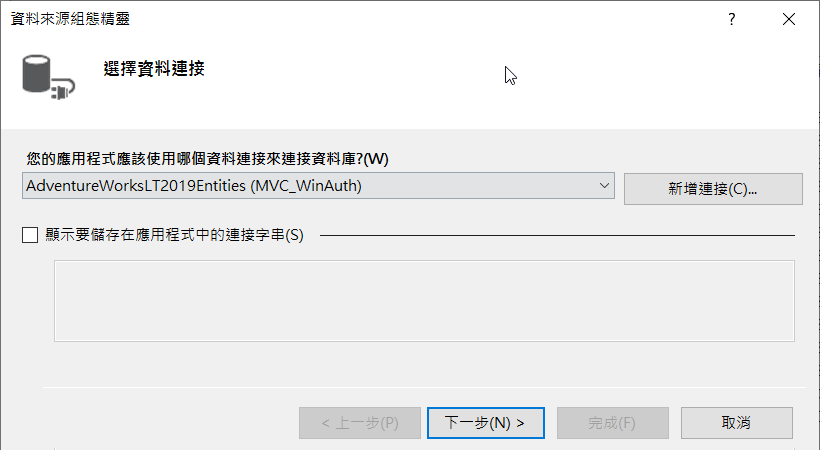 資料來源組態精靈
?
選擇資料連接
您的應用程式應該使用哪個資料連接來連接資料庫?(W)
AdventureWorksLT2019Entities (MVC_WinAuth)
新增連接(C)...
顯示要儲存在應用程式中的連接字串(S)
< 上一步(P)
下一步(N) >
完成(F)
取消